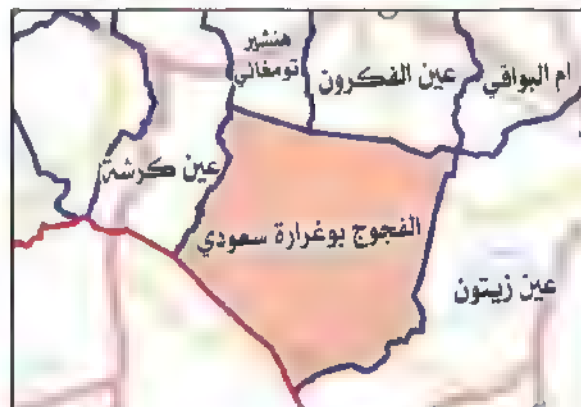 هنشير
تومغاني
عين الفكرون
ام البواقي
عين كرشة
الفجوج بوغرارة سعودي
عين زيتون